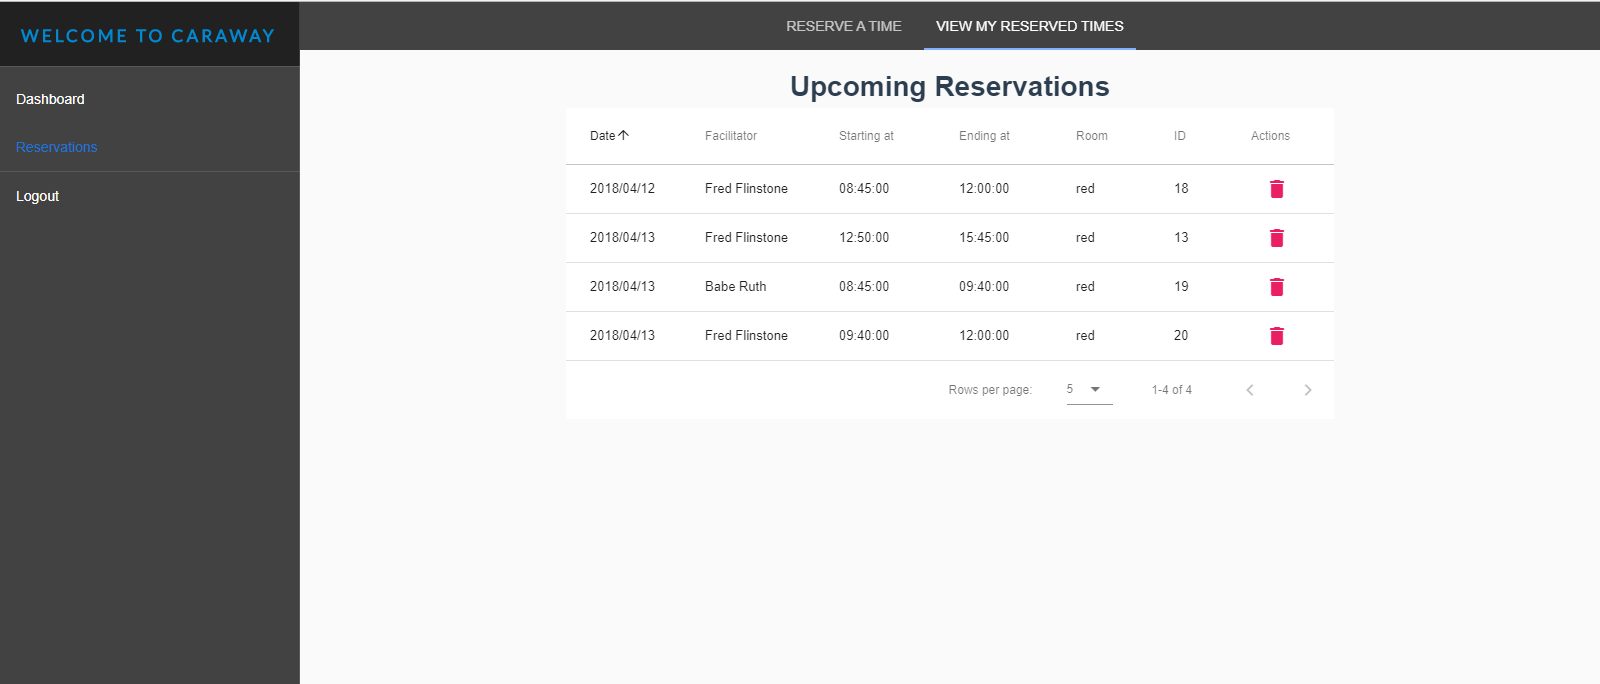 WELCOME TO CARAWAY
RESERVE A TIME VIEW MY RESERVED TIMES
Dashboard
Reservations
Logout
Upcoming Reservations
Date Facilitator Starting at Ending at Room ID Actions
2018/04/12 Fred Flinstone 08:45:00 12:00:00 red 18
2018/04/13 Fred Flinstone 12:50:00 15:45:00 red 13
2018/04/13 Babe Ruth 08:45:00 09:40:00 red 19
2018/04/13 Fred Flinstone 09:40:00 12:00:00 red 20
Rows per page: 5 1-4 of 4